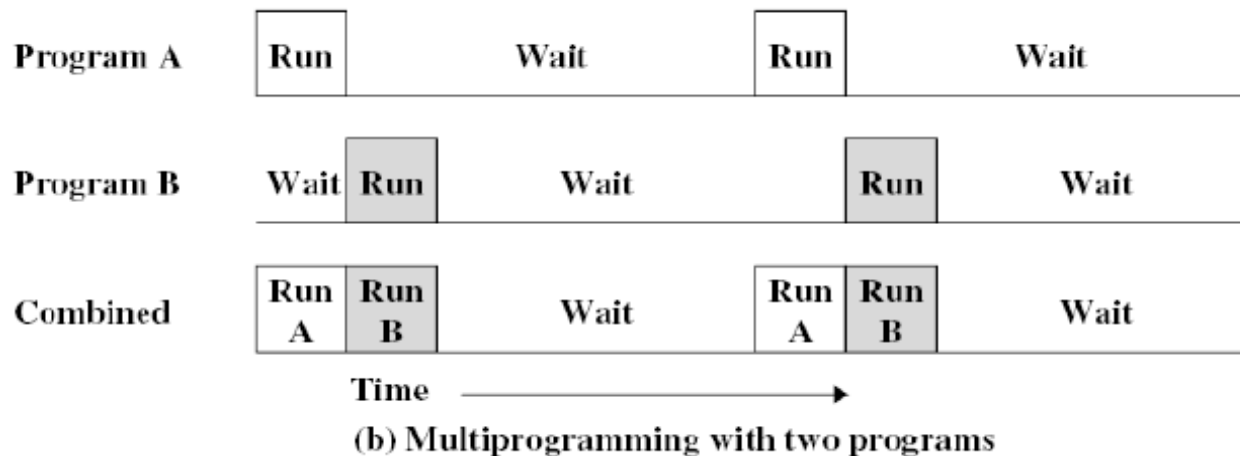 Program A Run Wait Run Wait
Program B Wait Run Wait Run Wait
Combined Run A Run B Wait Run A Run B Wait
Time
(b) Multiprogramming with two programs